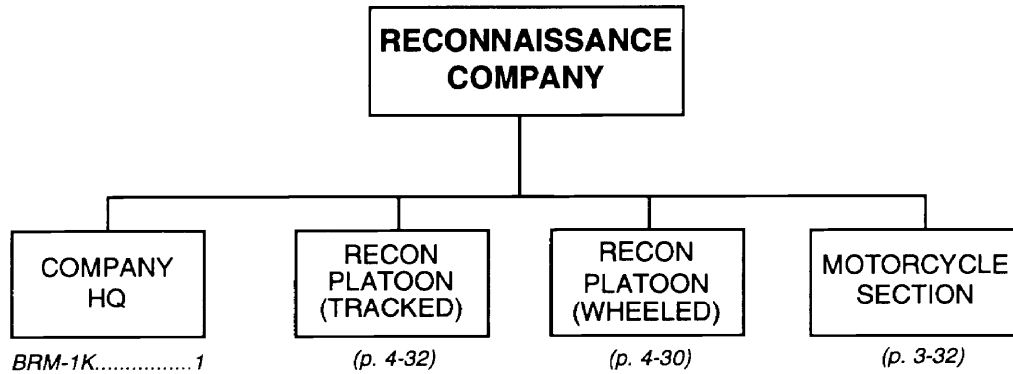 RECONNAISSANCE
COMPANY
COMPANY
HQ
BRM-1K................1
RECON
PLATOON
(TRACKED)
(p. 4-32)
RECON
PLATOON
(WHEELED)
(p. 4-30)
MOTORCYCLE
SECTION
(p. 3-32)